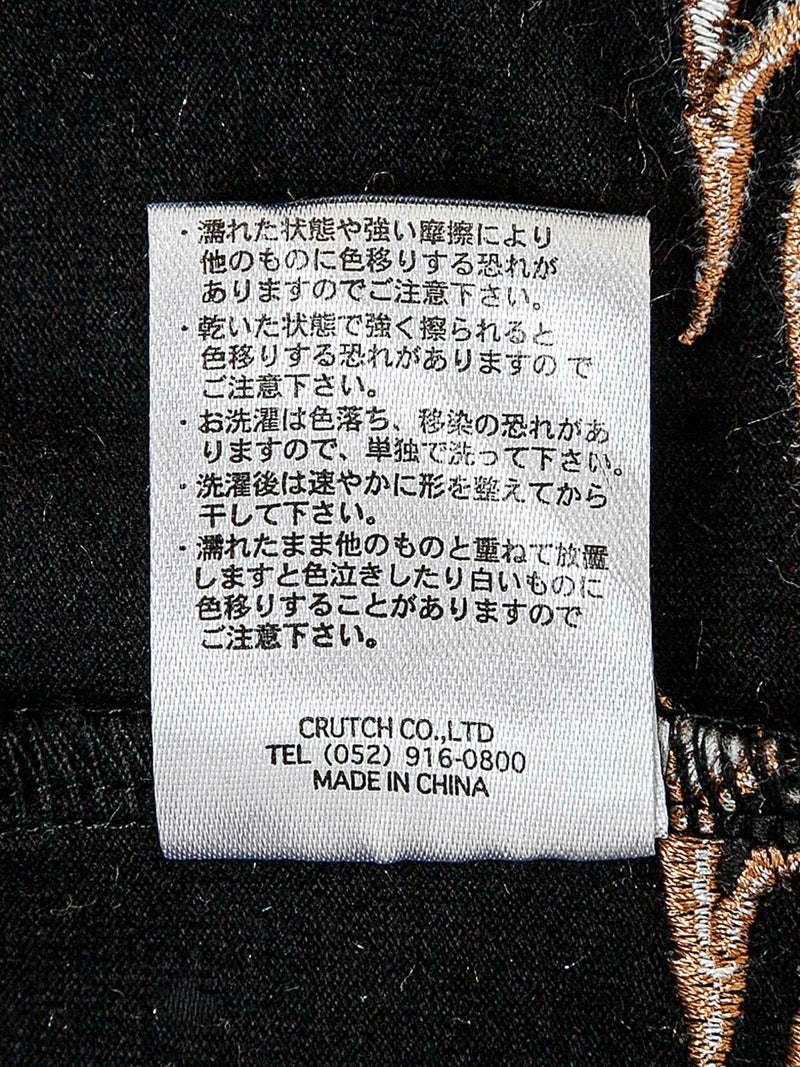 ・濡れた状態や強い摩擦により
他のものに色移りする恐れが
ありますのでご注意下さい。
・乾いた状態で強く擦られると
色移りする恐れがありますので
ご注意下さい。
・お洗濯は色落ち、移染の恐れがあ
りますので、単独で洗って下さい。
・洗濯後は速やかに形を整えてから
干して下さい。
・濡れたまま他のものと重ねて放置
しますと色泣きしたり白いものに
色移りすることがありますので
ご注意下さい。
CRUTCH CO.,LTD
TEL (052) 916-0800
MADE IN CHINA